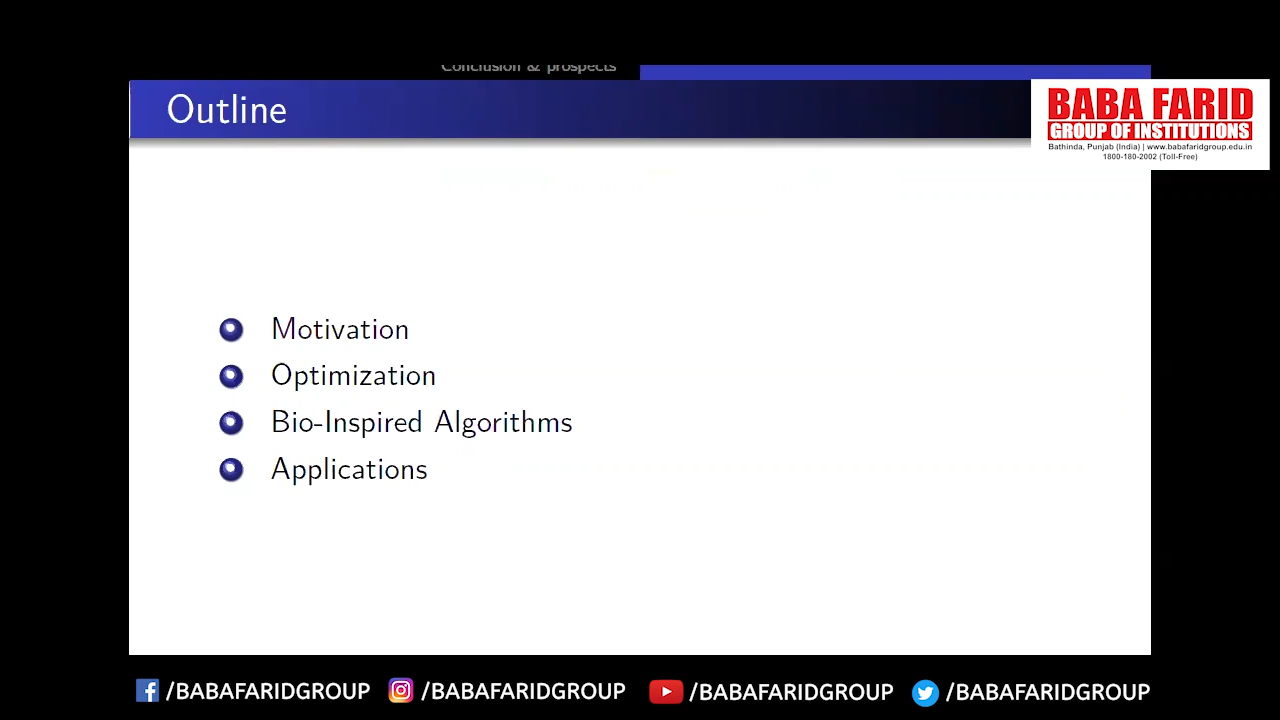 Conclusion & prospects
Outline
BABA FARID
GROUP OF INSTITUTIONS
Bathinda, Punjab (India) | www.babafaridgroup.edu.in
1800-180-2002 (Toll-Free)
Motivation
Optimization
Bio-Inspired Algorithms
Applications
/BABAFARIDGROUP /BABAFARIDGROUP /BABAFARIDGROUP /BABAFARIDGROUP